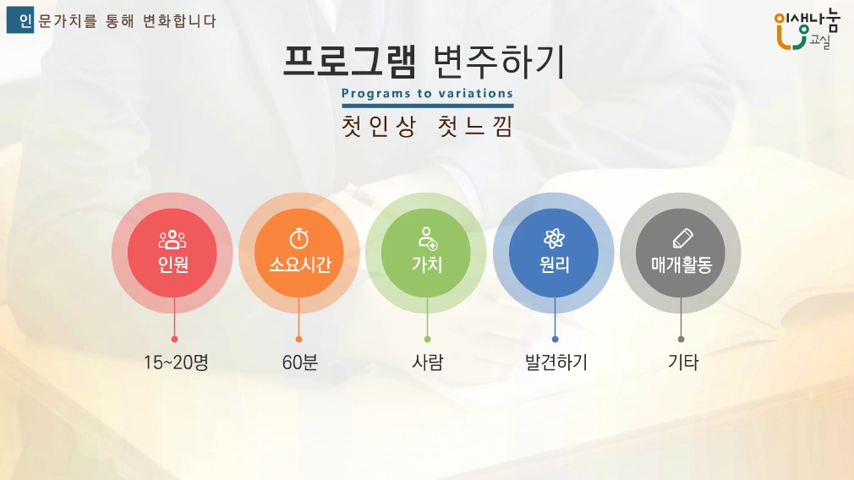 인문가치를 통해 변화합니다
인생나눔
교실
프로그램 변주하기
Programs to variations
첫인상 첫느낌
인원 소요시간 가치 원리 매개활동
15~20명 60분 사람 발견하기 기타